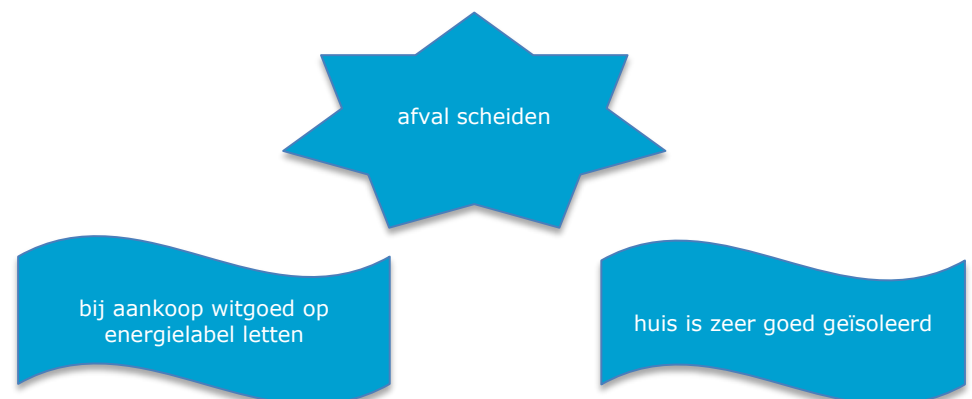 afval scheiden
bij aankoop witgoed op
energielabel letten
huis is zeer goed geïsoleerd